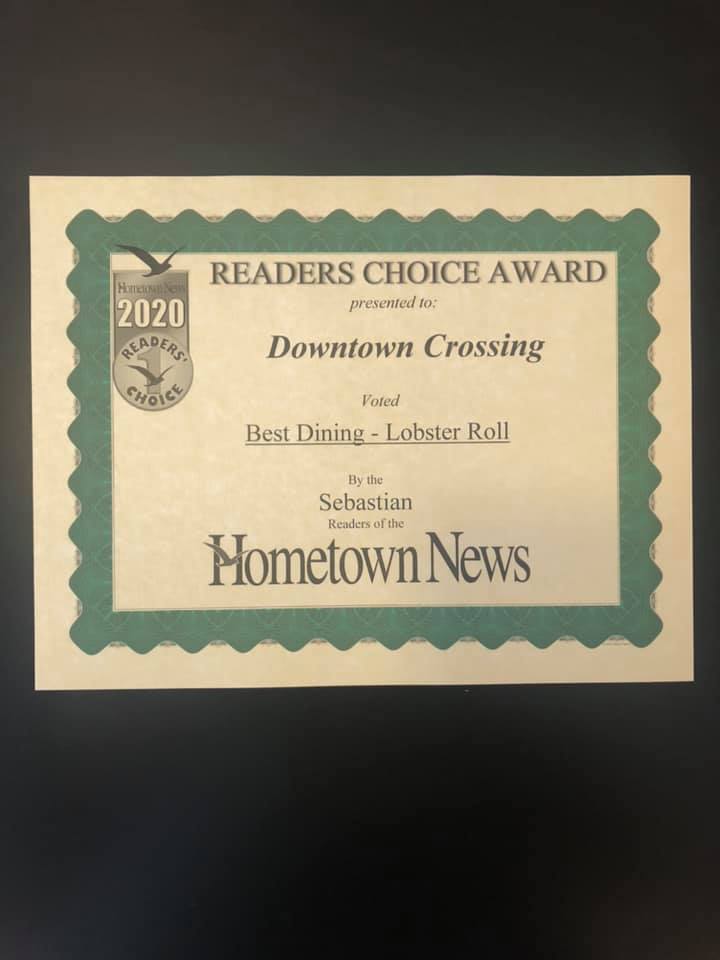 Hometown News
2020
READERS'
1
CHOICE
READERS CHOICE AWARD
presented to:
Downtown Crossing
Voted
Best Dining - Lobster Roll
By the
Sebastian
Readers of the
Hometown News